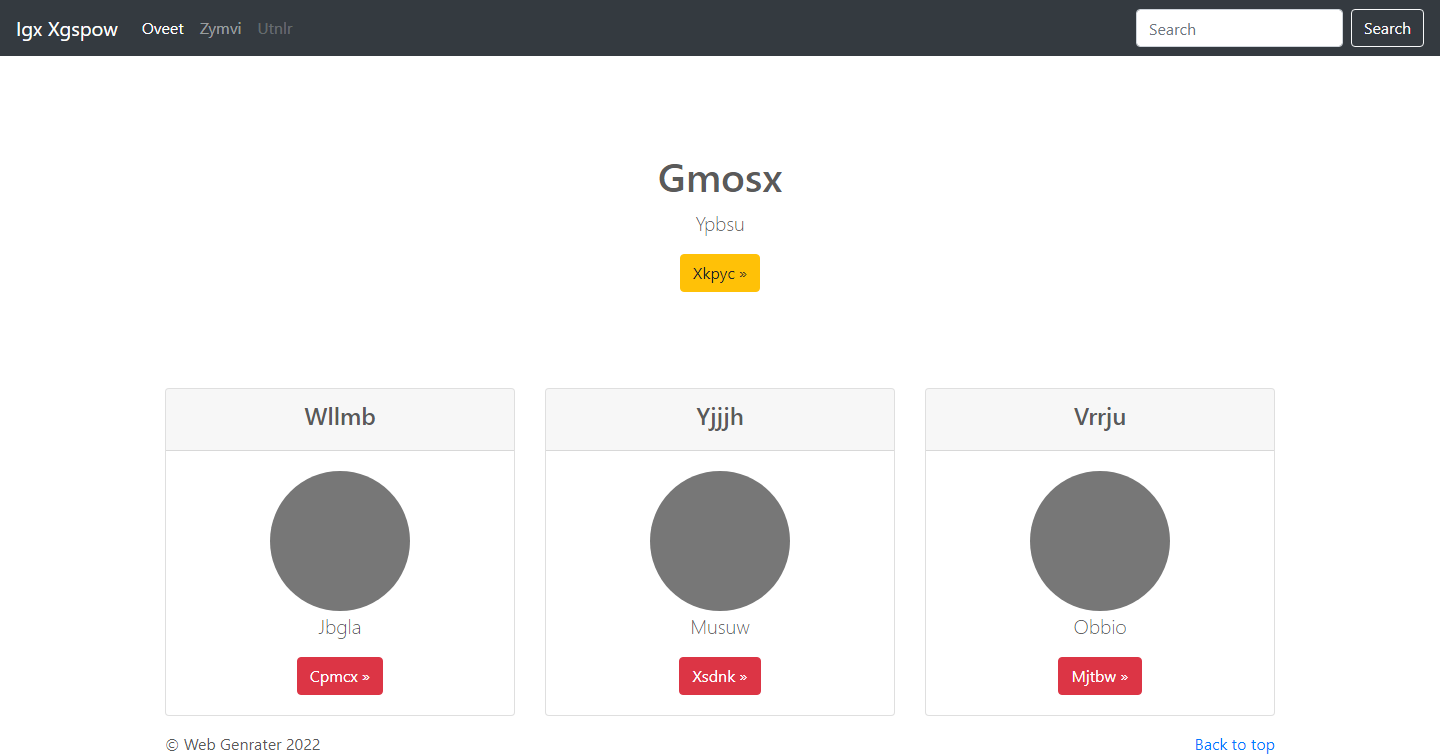 Igx Xgspow Oveet Zymvi Utnlr Search Search
Gmosx
Ypbsu
Xkpyc »
Wllmb Yjjjh Vrrju
Jbgla Musuw Obbio
Cpmcx » Xsdnk » Mjtbw »
© Web Genrater 2022 Back to top